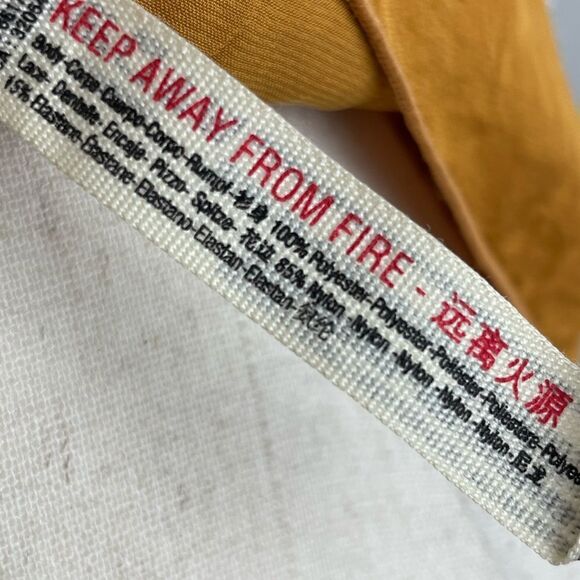 KEEP AWAY FROM FIRE - 远离火源
Body-Corps-Cuerpo-Corpo-Rumpf 衫身 100% Polyester-Polyester-Poliester-Poliestere-Polyes
Lace- Dentelle- Encaje- Pizzo- Spitze- 花边 85% Nylon -Nylon -Nylon -Nylon -Nylon-尼龙
15% Elastane-Elastano-Elastan-Elastan-氨纶